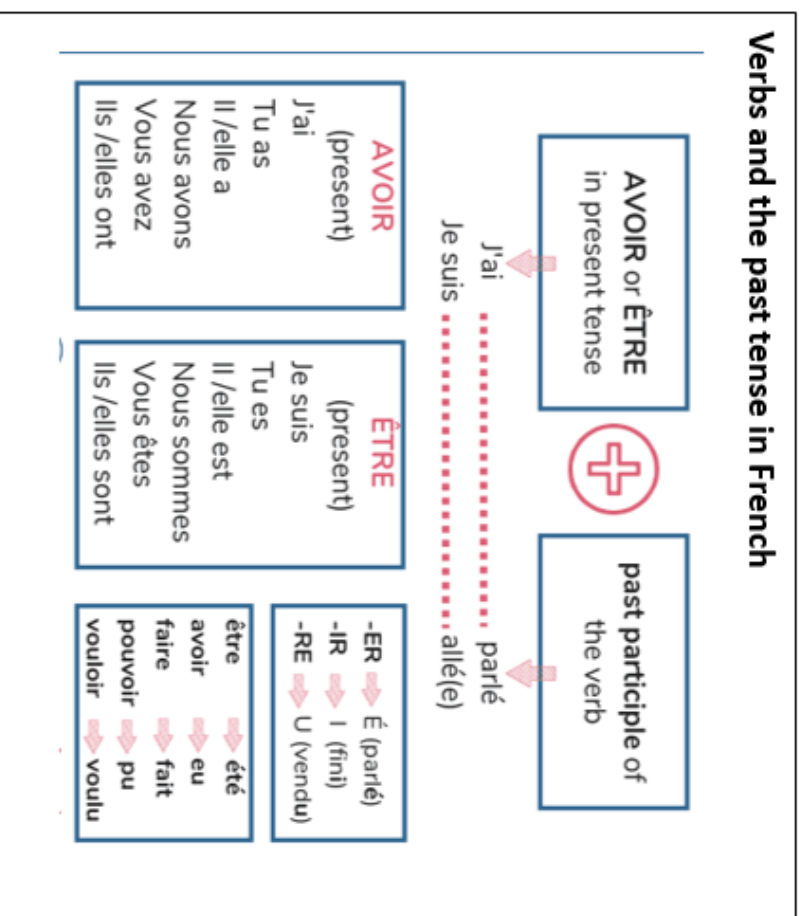 Verbs and the past tense in French
AVOIR or ÊTRE
in present tense
past participle of
the verb
J'ai
parlé
Je suis
allé(e)
AVOIR
(present)
J'ai
Tu as
Il /elle a
Nous avons
Vous avez
Ils /elles ont
ÊTRE
(present)
Je suis
Tu es
Il /elle est
Nous sommes
Vous êtes
Ils /elles sont
-ER É (parlé)
-IR I (fini)
-RE U (vendu)
être été
avoir eu
faire fait
pouvoir pu
vouloir voulu